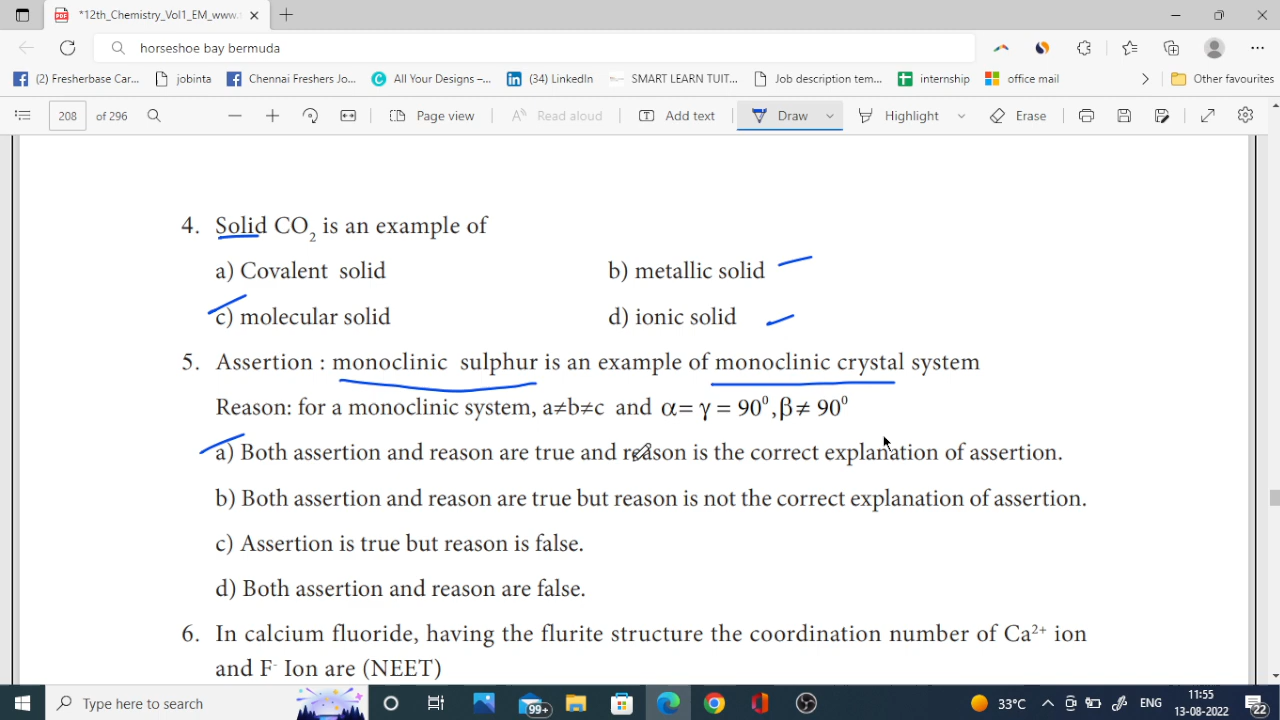 *12th_Chemistry_Vol1_EM_www.
horseshoe bay bermuda
(2) Fresherbase Car... jobinta Chennai Freshers Jo... All Your Designs –... (34) LinkedIn SMART LEARN TUIT... Job description tem... internship office mail Other favourites
208 of 296 Page view Read aloud Add text Draw Highlight Erase
4. Solid CO₂ is an example of
a) Covalent solid b) metallic solid
c) molecular solid d) ionic solid
5. Assertion : monoclinic sulphur is an example of monoclinic crystal system
Reason: for a monoclinic system, a≠b≠c and α= γ = 90⁰,β≠ 90⁰
a) Both assertion and reason are true and reason is the correct explanation of assertion.
b) Both assertion and reason are true but reason is not the correct explanation of assertion.
c) Assertion is true but reason is false.
d) Both assertion and reason are false.
6. In calcium fluoride, having the flurite structure the coordination number of Ca²⁺ ion
and F⁻ Ion are (NEET)
Type here to search 99+ 33°C ENG 11:55
13-08-2022 22